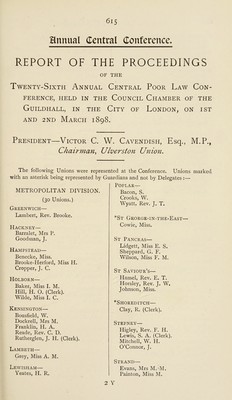 615
Annual Central Conference.
REPORT OF THE PROCEEDINGS
OF THE
TWENTY-SIXTH ANNUAL CENTRAL POOR LAW CON-
FERENCE, HELD IN THE COUNCIL CHAMBER OF THE
GUILDHALL, IN THE CITY OF LONDON, ON 1ST
AND 2ND MARCH 1898.
PRESIDENT—VICTOR C. W. CAVENDISH, ESQ., M.P.,
Chairman, Ulverston Union.
The following Unions were represented at the Conference. Unions marked
with an asterisk being represented by Guardians and not by Delegates :—
METROPOLITAN DIVISION.
(30 Unions.)
GREENWICH—
Lambert, Rev. Brooke.
HACKNEY—
Barnsler, Mrs P.
Goodman, J.
HAMPSTEAD—
Benecke, Miss.
Brooke-Herford, Miss H.
Cropper, J. C.
HOLBORN—
Baker, Miss I. M.
Hill, H. O. (Clerk).
Wilde, Miss I. C.
KENSINGTON—
Bousfield, W.
Dockrell, Mrs M.
Franklin, H. A.
Reade, Rev. C. D.
Rutherglen, J. H. (Clerk).
LAMBETH—
Gray, Miss A. M.
LEWISHAM—
Yeates, H. R.
POPLAR—
Bacon, S.
Crooks, W.
Wyatt, Rev. J. T.
*ST GEORGE-IN-THE-EAST—
Cowie, Miss.
ST PANCRAS—
Lidgett, Miss E. S.
Sheppard, G. F.
Wilson, Miss F. M.
ST SAVIOUR'S—
Hassel, Rev. E. T.
Horsley, Rev. J. W.
Johnson, Miss.
*SHOREDITCH—
Clay, R. (Clerk).
STEPNEY—
Higley, Rev. F. H.
Lewis, S. A. (Clerk).
Mitchell, W. H.
O'Connor, J.
STRAND—
Evans, Mrs M. M.
Painton, Miss M.
2 Y